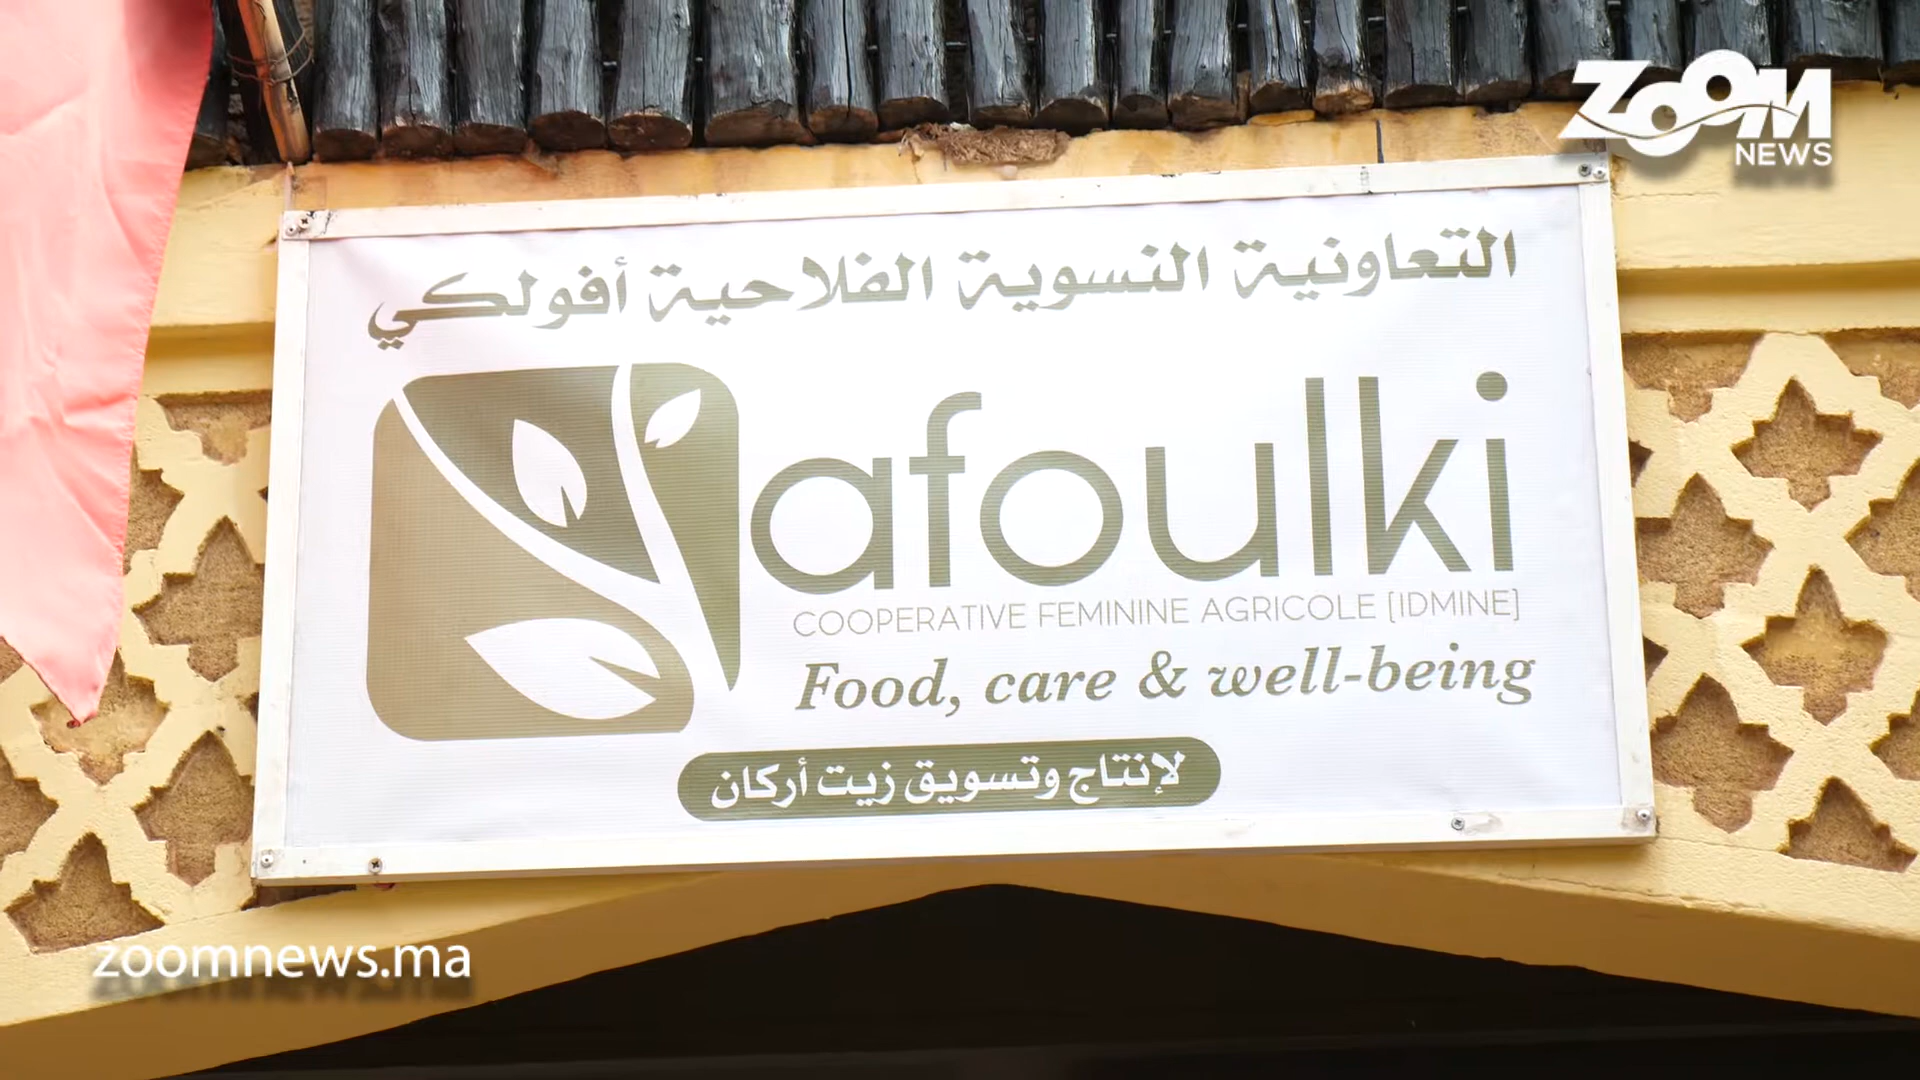 ZOOM
NEWS
التعاونية النسوية الفلاحية أفولكي
afoulki
COOPERATIVE FEMININE AGRICOLE [IDMINE]
Food, care & well-being
لإنتاج وتسويق زيت أركان
zoomnews.ma